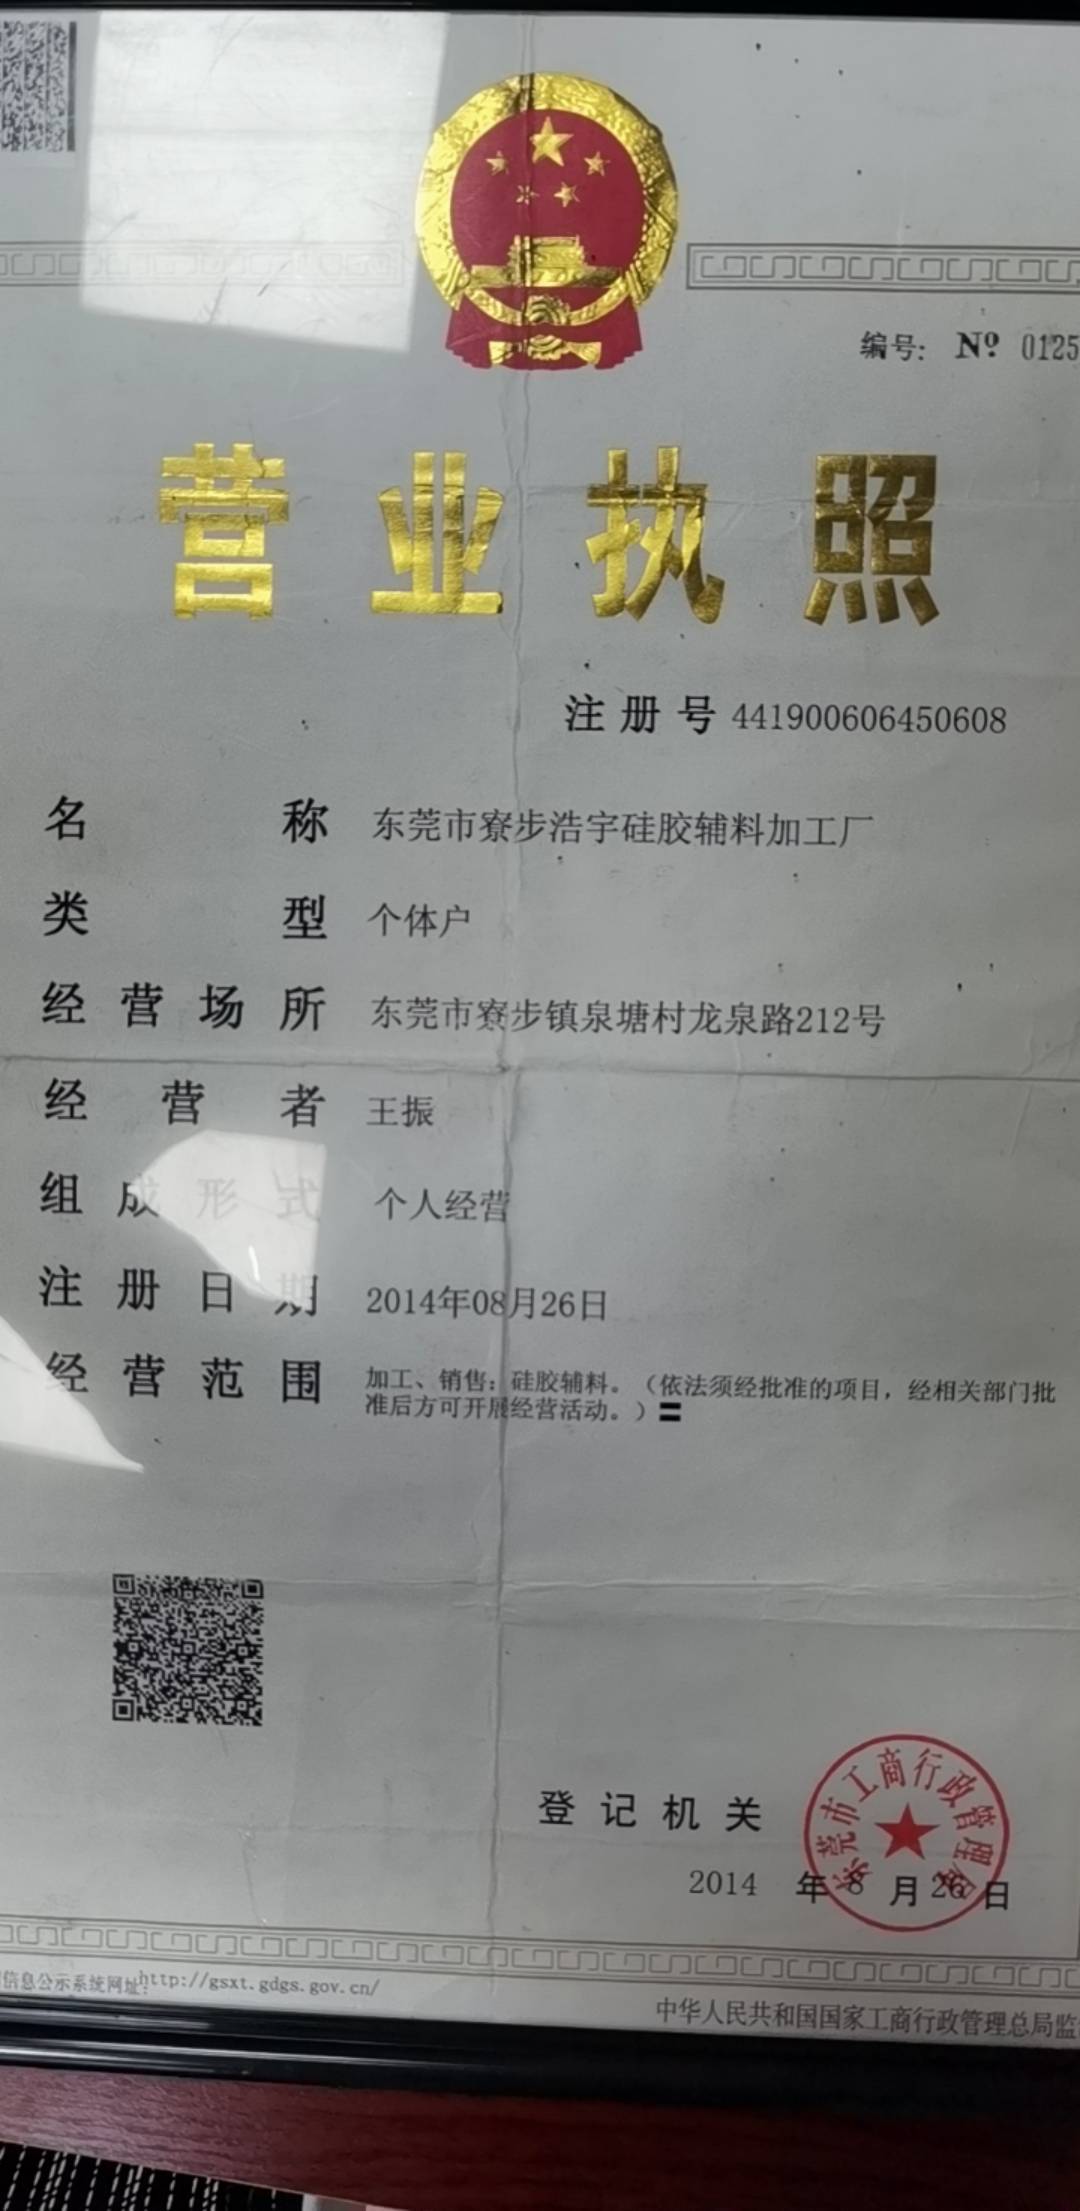 编号： Nº 0125
营业执照
注册号 441900606450608
名称 东莞市寮步浩宇硅胶辅料加工厂
类型 个体户
经营场所 东莞市寮步镇泉塘村龙泉路212号
经营者 王振
组成形式 个人经营
注册日期 2014年08月26日
经营范围 加工、销售：硅胶辅料。（依法须经批准的项目，经相关部门批
准后方可开展经营活动。）〓
东莞市工商行政管理局
登记机关
2014 年 8 月 26 日
信息公示系统网址：http://gsxt.gdgs.gov.cn/
中华人民共和国国家工商行政管理总局监